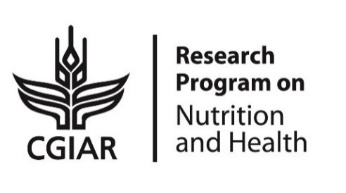 CGIAR
Research
Program on
Nutrition
and Health